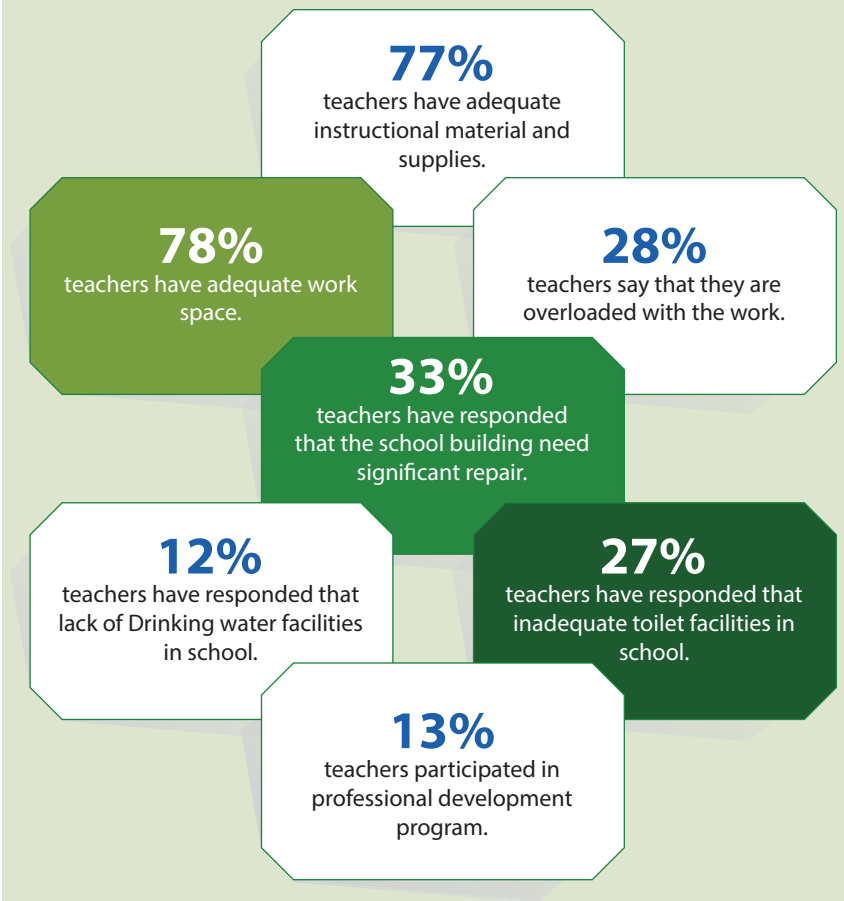 77%
teachers have adequate
instructional material and
supplies.
78%
teachers have adequate work
space.
28%
teachers say that they are
overloaded with the work.
33%
teachers have responded
that the school building need
significant repair.
12%
teachers have responded that
lack of Drinking water facilities
in school.
27%
teachers have responded that
inadequate toilet facilities in
school.
13%
teachers participated in
professional development
program.